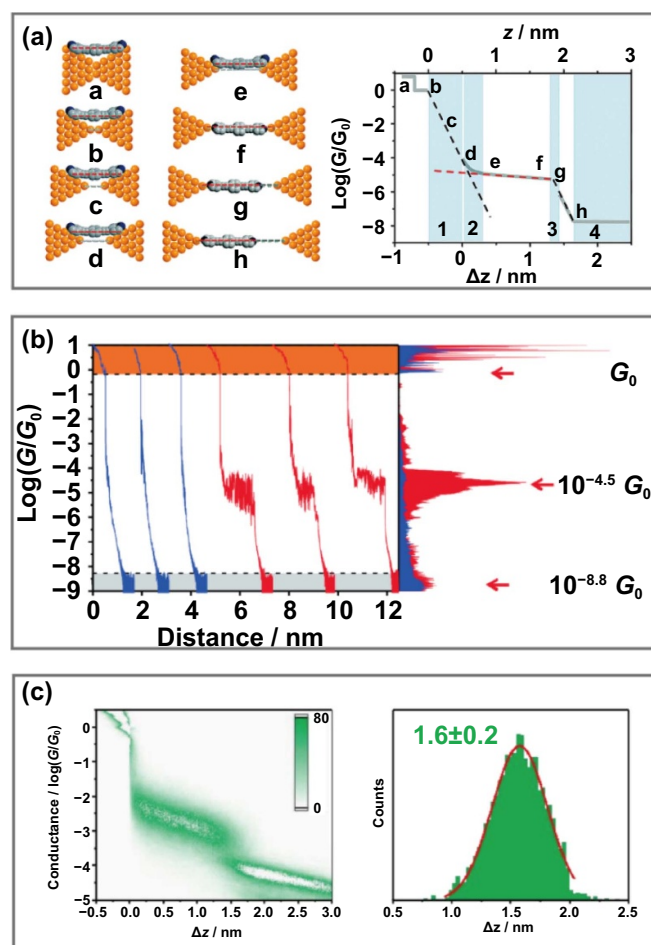 (a)
a
b
c
d
e
f
g
h
z / nm
0 1 2 3
Log(G/G₀)
0
−2
−4
−6
−8
a b
c
d
e
f
g
h
1 2 3 4
−1 0 1 2
Δz / nm
(b)
Log(G/G₀)
1
0
−1
−2
−3
−4
−5
−6
−7
−8
−9
0 2 4 6 8 10 12
Distance / nm
G₀
10⁻⁴·⁵ G₀
10⁻⁸·⁸ G₀
(c)
Conductance / log(G/G₀)
0
−1
−2
−3
−4
−5
80
0
−0.5 0.0 0.5 1.0 1.5 2.0 2.5 3.0
Δz / nm
1.6±0.2
Counts
0.5 1.0 1.5 2.0 2.5
Δz / nm